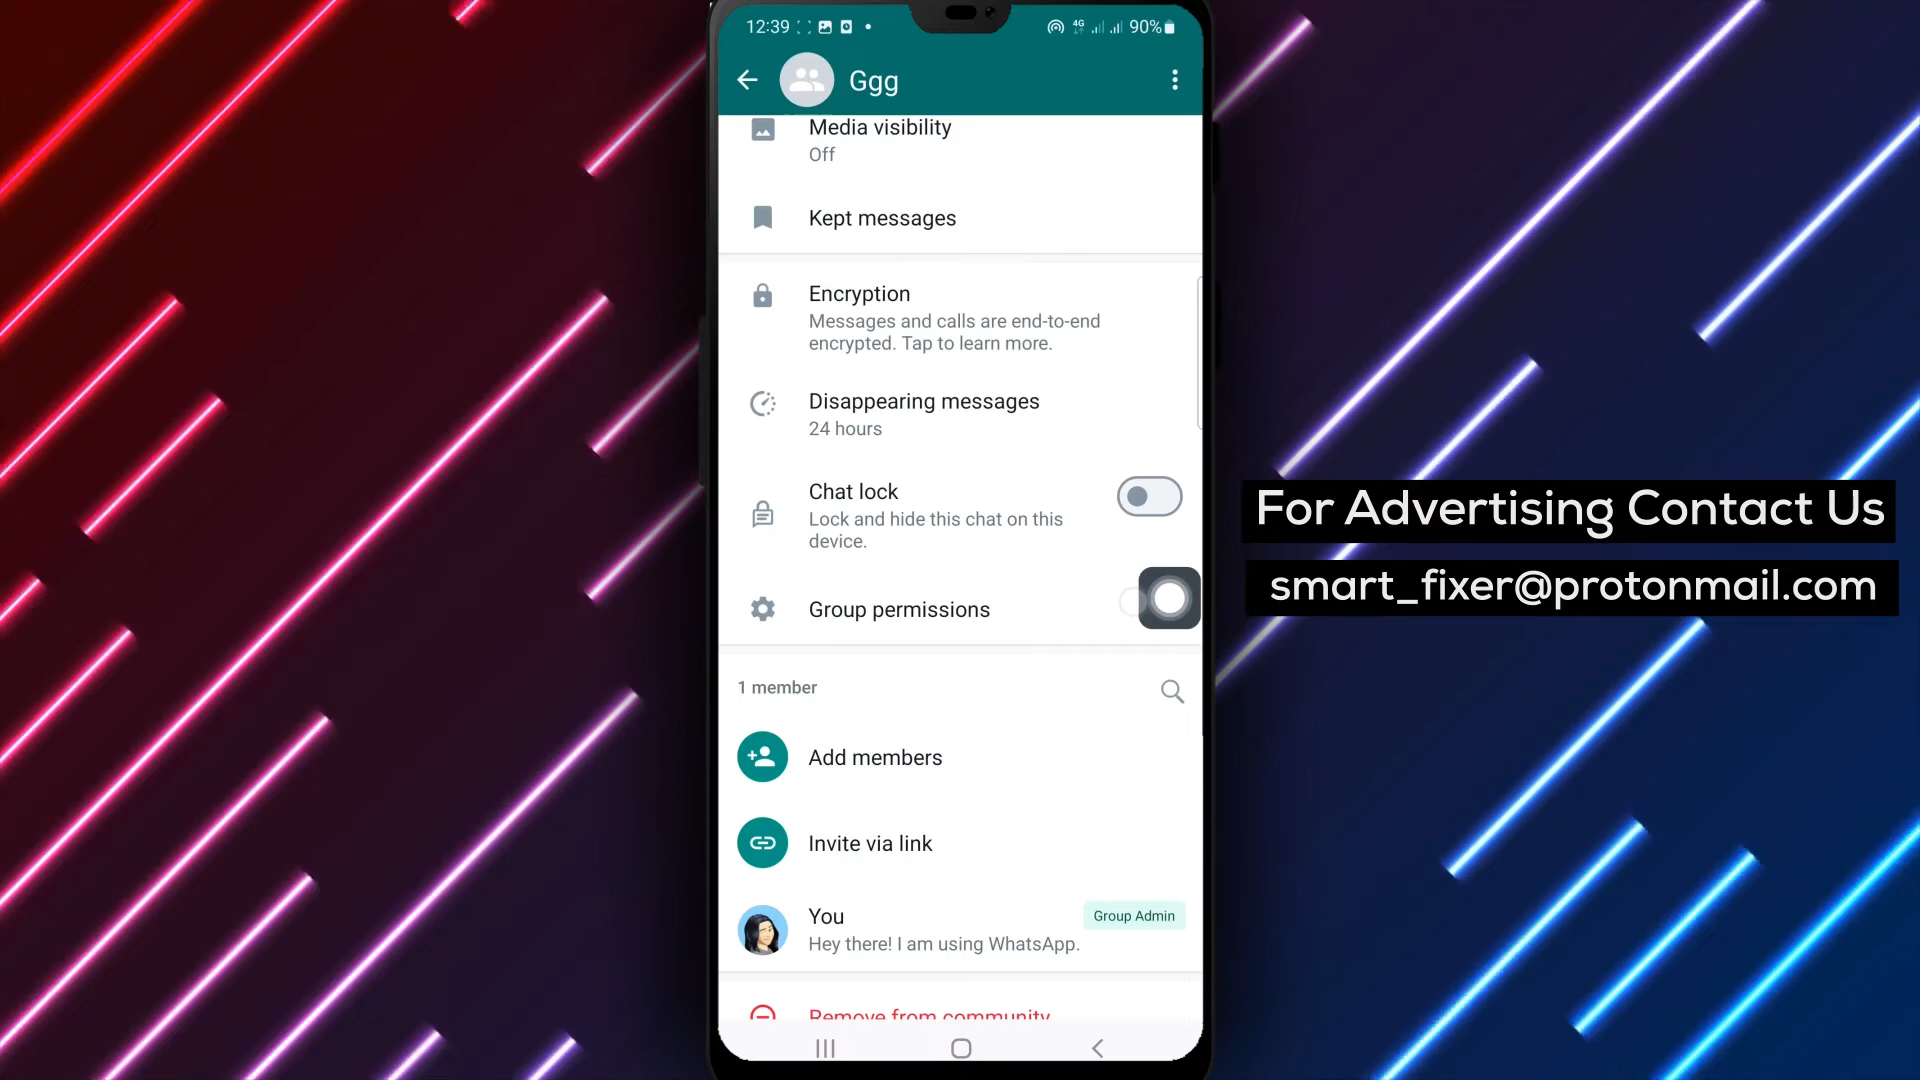 12:39
4G
90%
Ggg
Media visibility
Off
Kept messages
Encryption
Messages and calls are end-to-end
encrypted. Tap to learn more.
Disappearing messages
24 hours
Chat lock
Lock and hide this chat on this
device.
Group permissions
1 member
Add members
Invite via link
You
Group Admin
Hey there! I am using WhatsApp.
Remove from community
For Advertising Contact Us
smart_fixer@protonmail.com